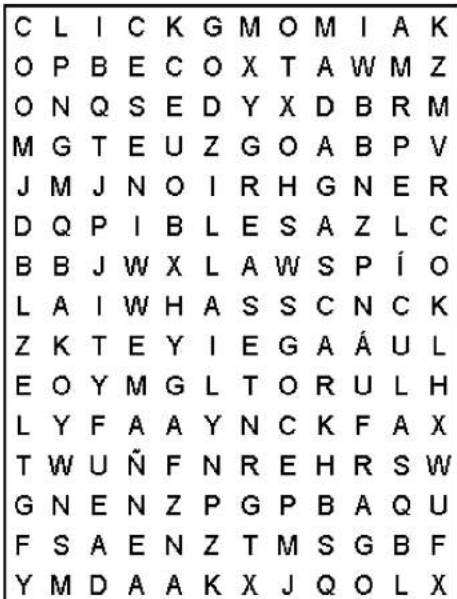 C L I C K G M O M I A K
O P B E C O X T A W M Z
O N Q S E D Y X D B R M
M G T E U Z G O A B P V
J M J N O I R H G N E R
D Q P I B L E S A Z L C
B B J W X L A W S P Í O
L A I W H A S S C N C K
Z K T E Y I E G A Á U L
E O Y M G L T O R U L H
L Y F A A Y N C K F A X
T W U Ñ F N R E H R S W
G N E N Z P G P B A Q U
F S A E N Z T M S G B F
Y M D A A K X J Q O L X